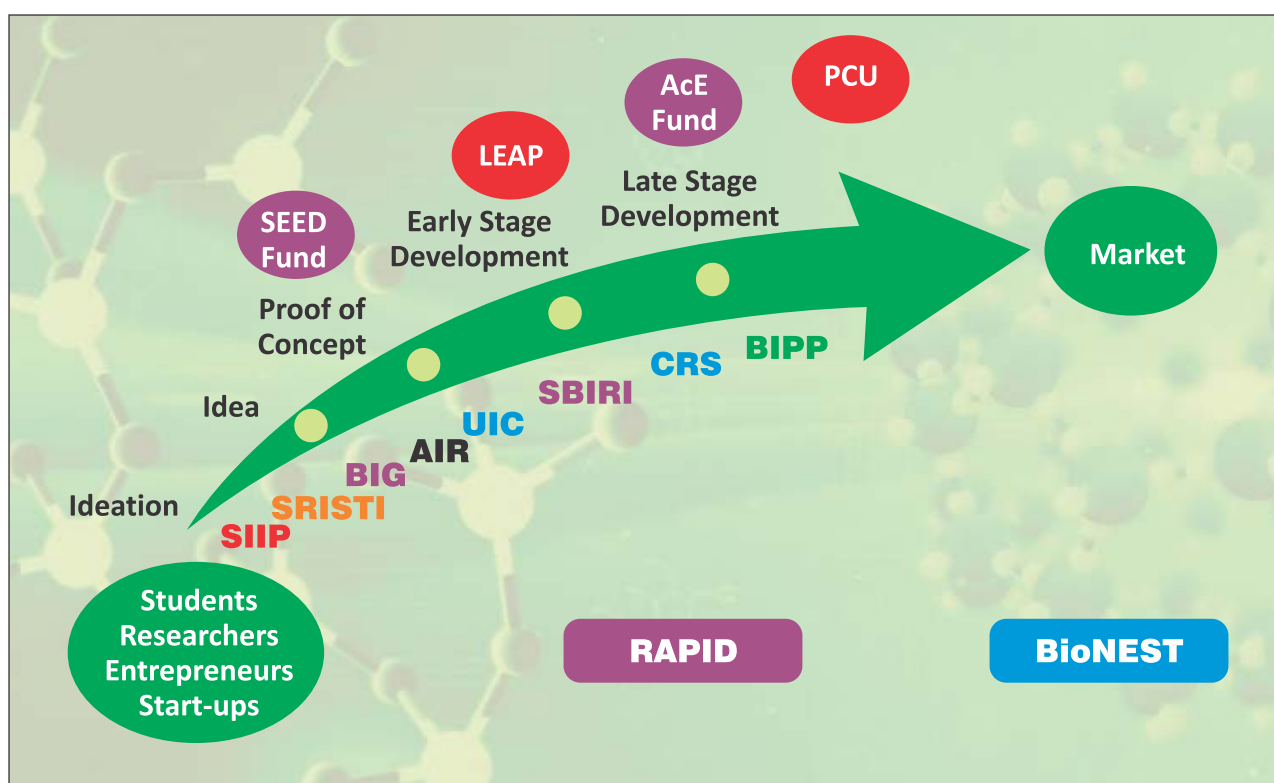 PCU
AcE
Fund
LEAP
Late Stage
Development
SEED
Fund
Early Stage
Development
Market
Proof of
Concept
BIPP
CRS
SBIRI
Idea
UIC
AIR
BIG
Ideation
SRISTI
SIIP
Students
Researchers
Entrepreneurs
Start-ups
RAPID
BioNEST